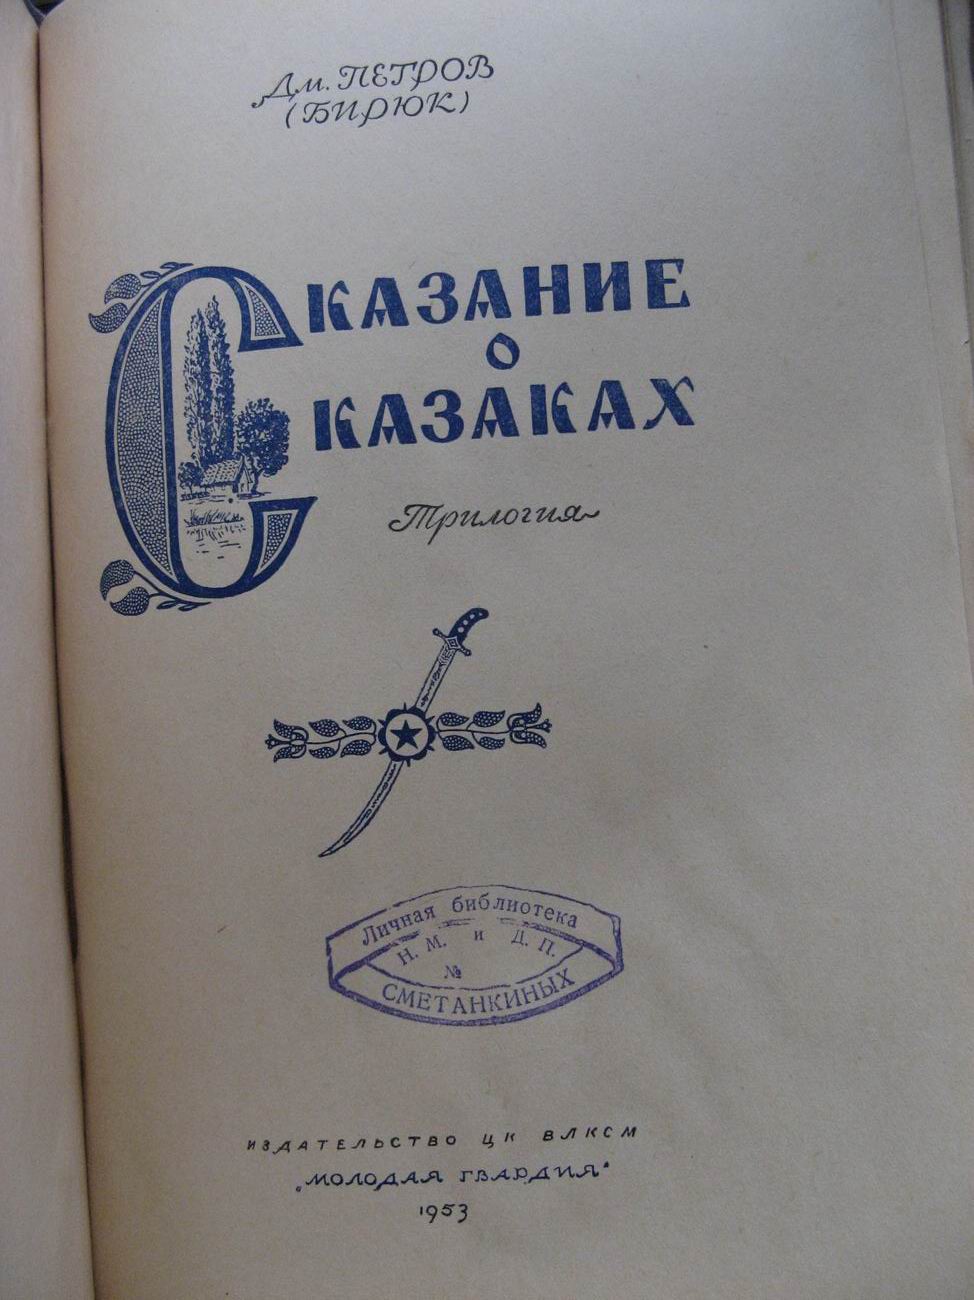 Дм. ПЕТРОВ
(БИРЮК)
СКАЗАНИЕ
О
КАЗАКАХ
Трилогия
Личная библиотека
Н. М. и Д. П.
№
СМЕТАНКИНЫХ
ИЗДАТЕЛЬСТВО ЦК ВЛКСМ
„МОЛОДАЯ ГВАРДИЯ"
1953